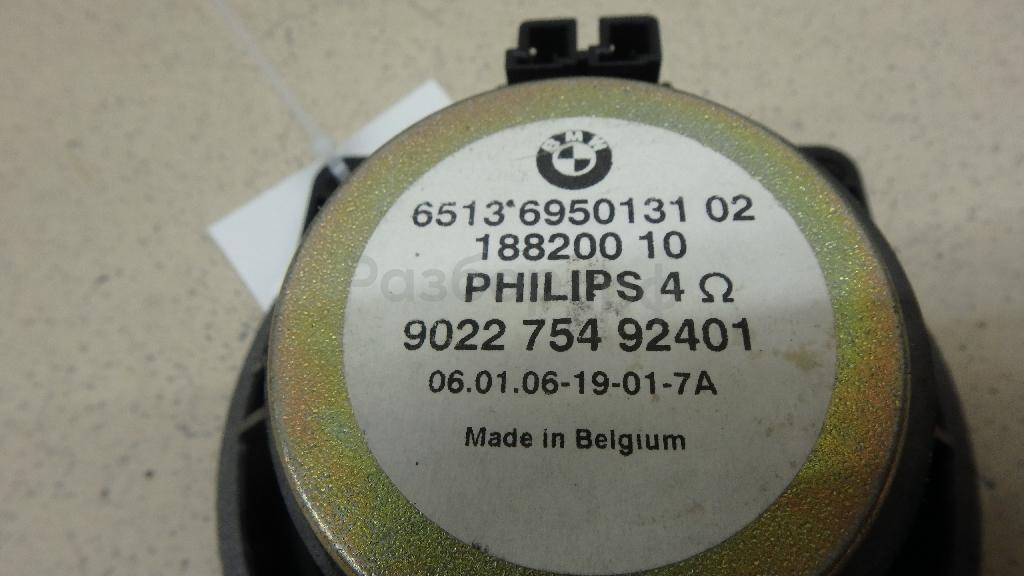 BMW
6513*6950131 02
188200 10
PHILIPS 4 Ω
9022 754 92401
06.01.06-19-01-7A
Made in Belgium